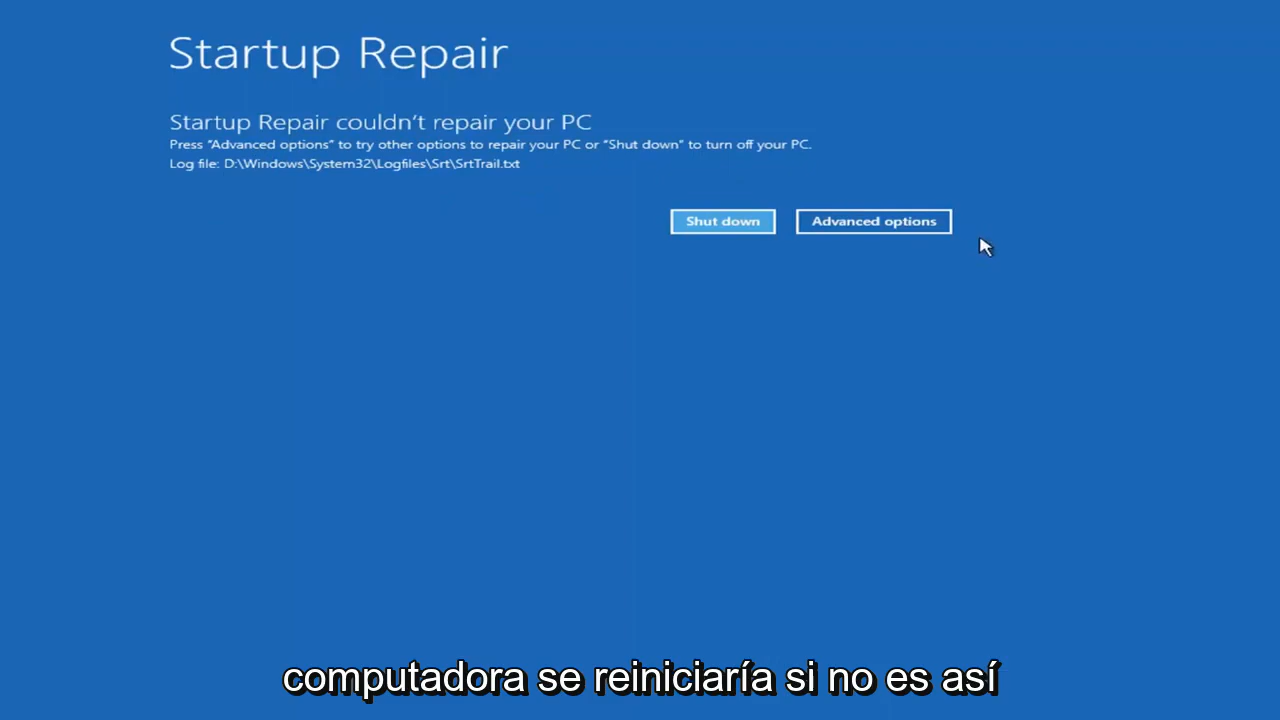 Startup Repair
Startup Repair couldn't repair your PC
Press "Advanced options" to try other options to repair your PC or "Shut down" to turn off your PC.
Log file: D:\Windows\System32\Logfiles\Srt\SrtTrail.txt
Shut down Advanced options
computadora se reiniciaría si no es así